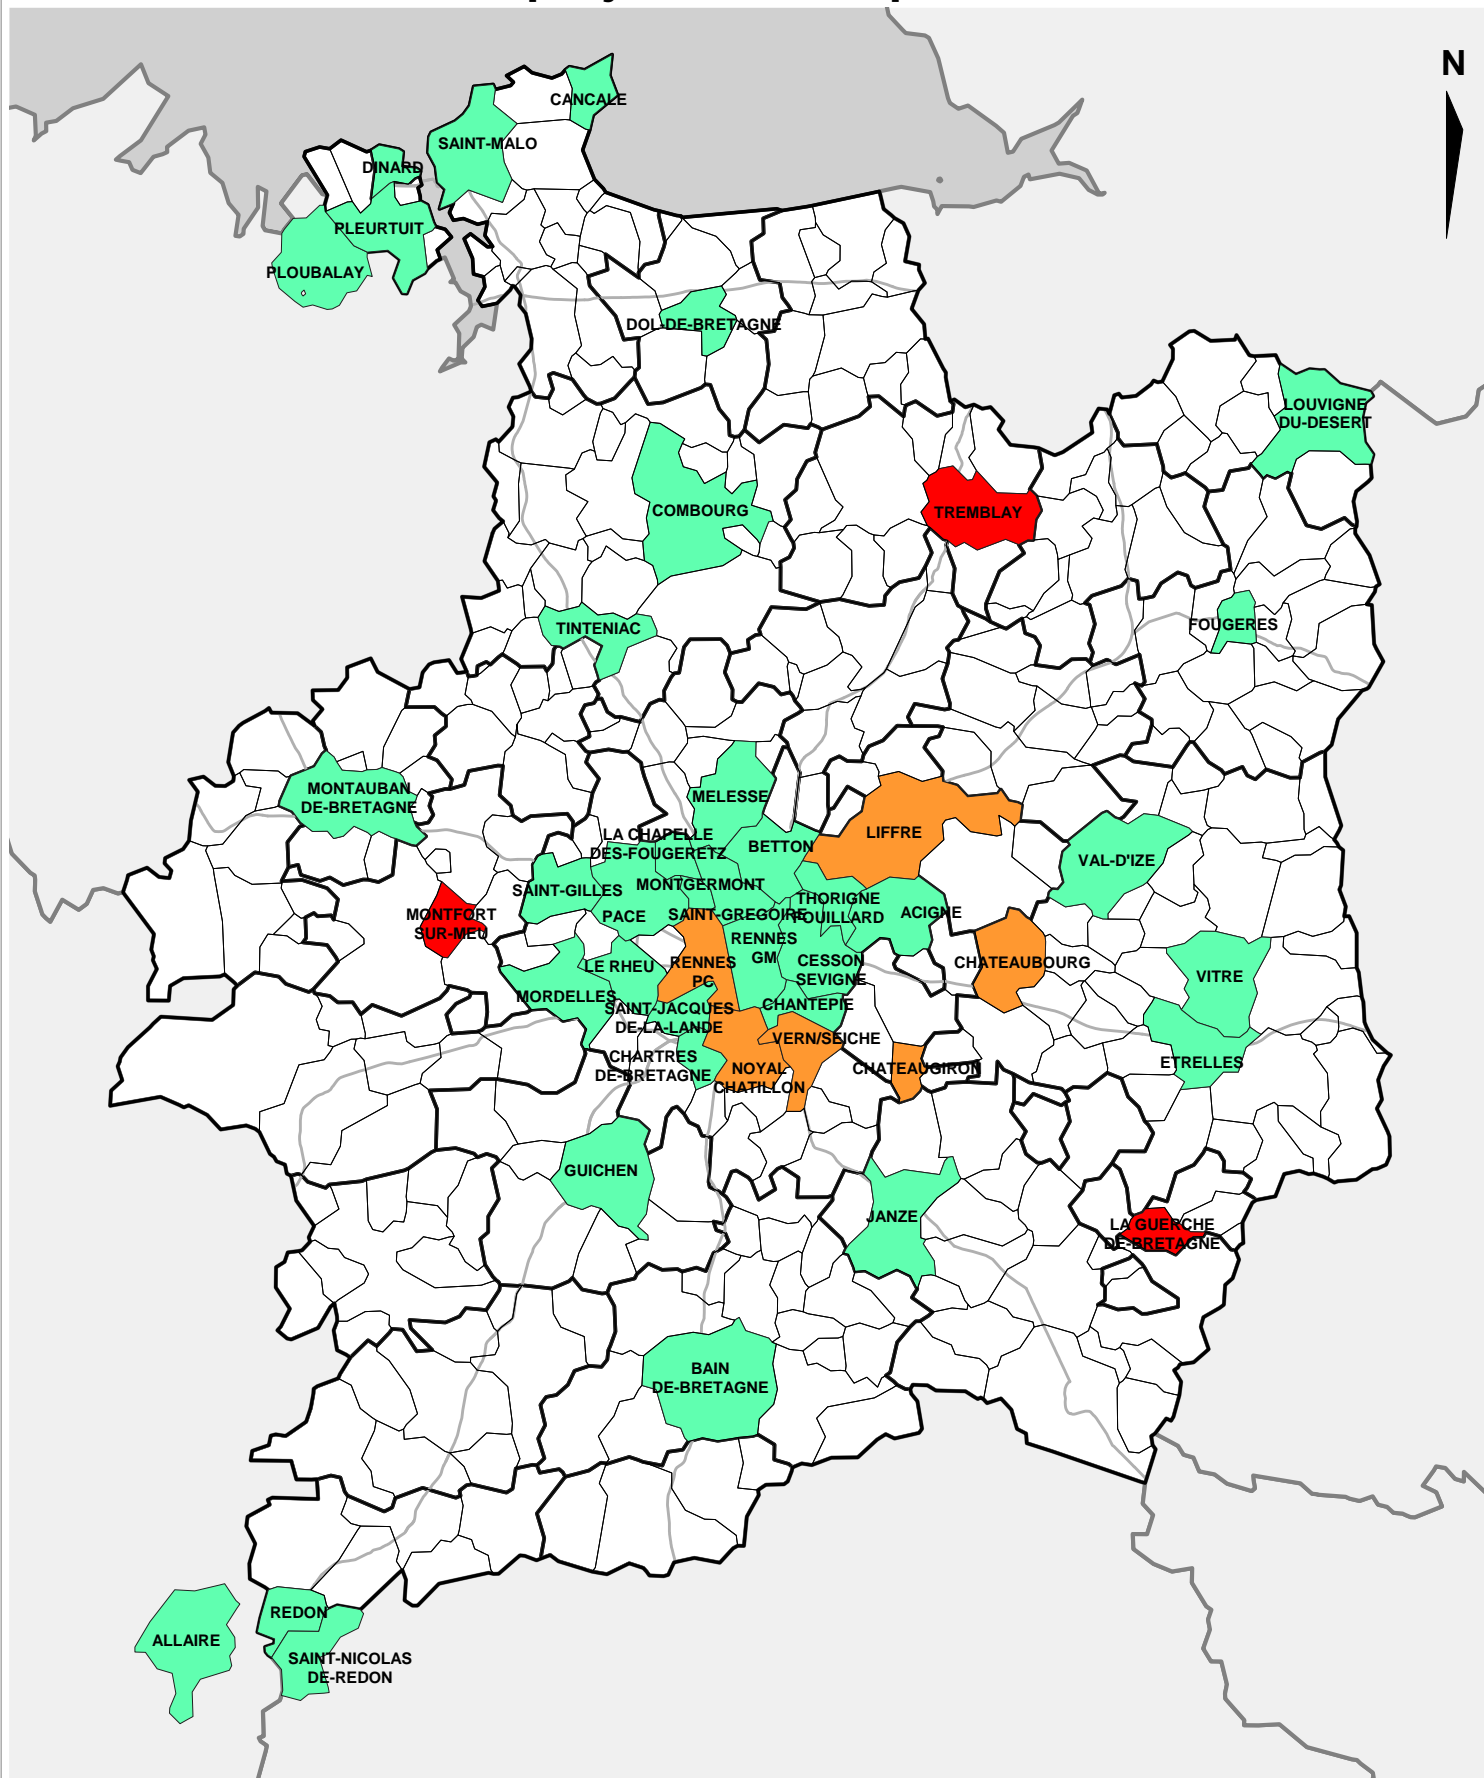 N
CANCALE
SAINT-MALO
DINARD
PLEURTUIT
PLOUBALAY
DOL-DE-BRETAGNE
LOUVIGNE
DU-DESERT
COMBOURG
TREMBLAY
TINTENIAC
FOUGERES
MONTAUBAN
DE-BRETAGNE
MELESSE
LA CHAPELLE
DES-FOUGERETZ
BETTON
LIFFRE
VAL-D'IZE
SAINT-GILLES
MONTGERMONT
THORIGNE
FOUILLARD
ACIGNE
MONTFORT
SUR-MEU
PACE
SAINT-GREGOIRE
RENNES
GM
CESSON
SEVIGNE
CHATEAUBOURG
VITRE
LE RHEU
RENNES
PC
MORDELLES
SAINT-JACQUES
DE-LA-LANDE
CHANTEPIE
VERN/SEICHE
CHARTRES
DE-BRETAGNE
NOYAL
CHATILLON
CHATEAUGIRON
ETRELLES
GUICHEN
JANZE
LA GUERCHE
DE-BRETAGNE
BAIN
DE-BRETAGNE
REDON
ALLAIRE
SAINT-NICOLAS
DE-REDON